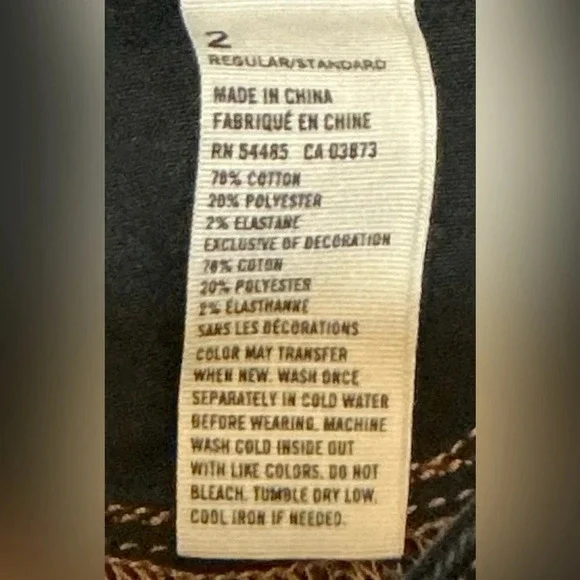 2
REGULAR/STANDARD
MADE IN CHINA
FABRIQUÉ EN CHINE
RN 54485 CA 03873
78% COTTON
20% POLYESTER
2% ELASTANE
EXCLUSIVE OF DECORATION
78% COTON
20% POLYESTER
2% ÉLASTHANNE
SANS LES DÉCORATIONS
COLOR MAY TRANSFER
WHEN NEW. WASH ONCE
SEPARATELY IN COLD WATER
BEFORE WEARING. MACHINE
WASH COLD INSIDE OUT
WITH LIKE COLORS. DO NOT
BLEACH. TUMBLE DRY LOW.
COOL IRON IF NEEDED.